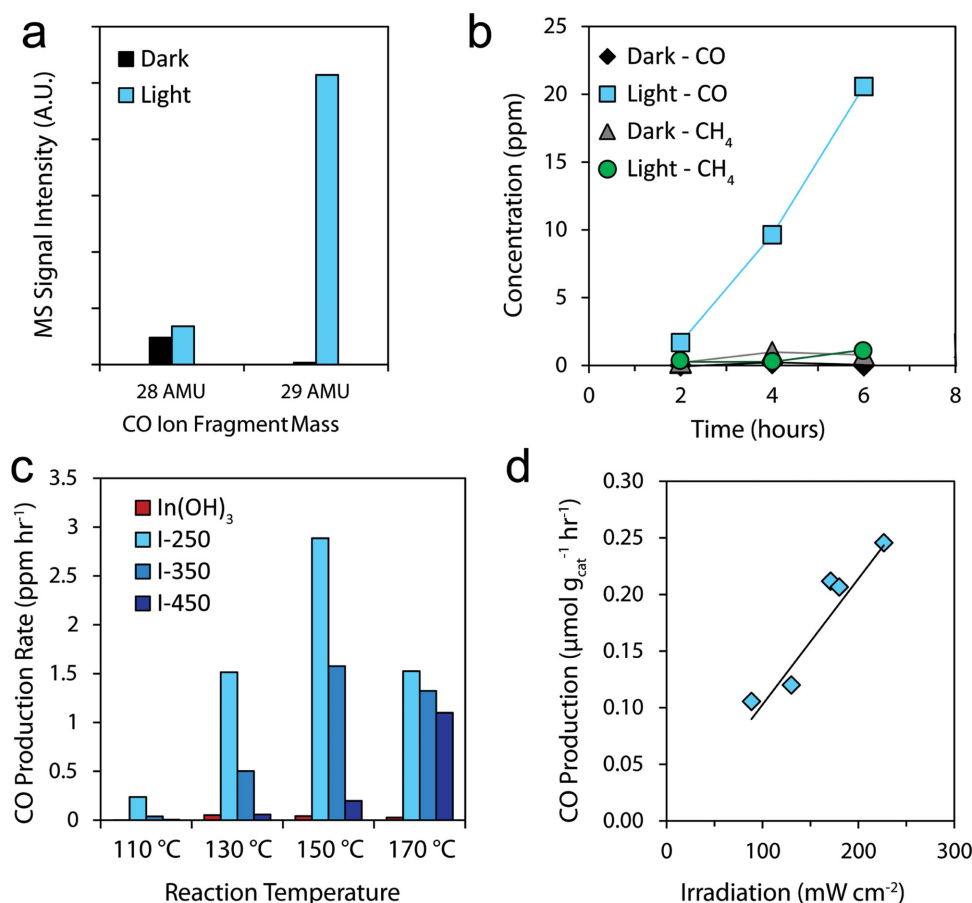 a
MS Signal Intensity (A.U.)
Dark
Light
28 AMU
29 AMU
CO Ion Fragment Mass
b
Concentration (ppm)
25
20
15
10
5
0
Dark - CO
Light - CO
Dark - CH₄
Light - CH₄
0
2
4
6
8
Time (hours)
c
CO Production Rate (ppm hr⁻¹)
3.5
3
2.5
2
1.5
1
0.5
0
In(OH)₃
I-250
I-350
I-450
110 °C
130 °C
150 °C
170 °C
Reaction Temperature
d
CO Production (μmol g_cat⁻¹ hr⁻¹)
0.30
0.25
0.20
0.15
0.10
0.05
0.00
0
100
200
300
Irradiation (mW cm⁻²)